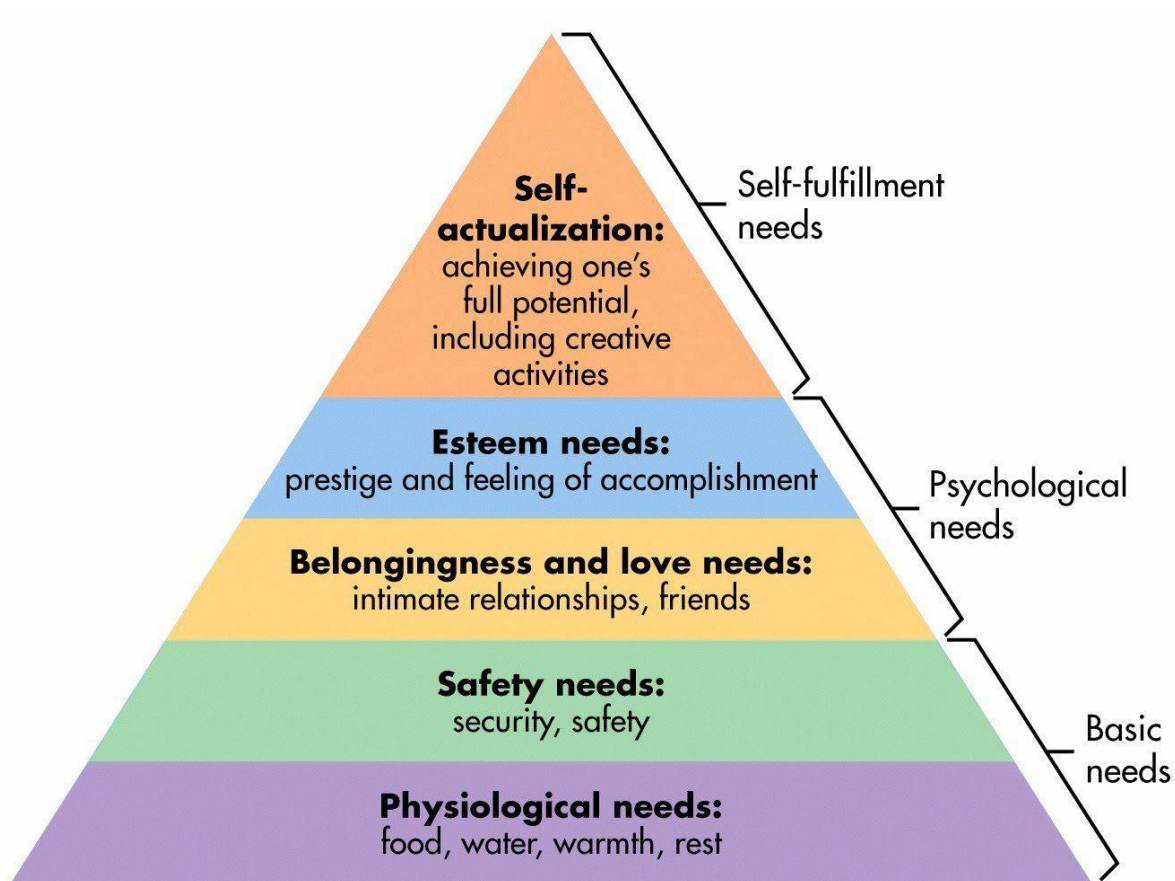 Self-
actualization:
achieving one's
full potential,
including creative
activities
Self-fulfillment
needs
Esteem needs:
prestige and feeling of accomplishment
Psychological
needs
Belongingness and love needs:
intimate relationships, friends
Safety needs:
security, safety
Basic
needs
Physiological needs:
food, water, warmth, rest